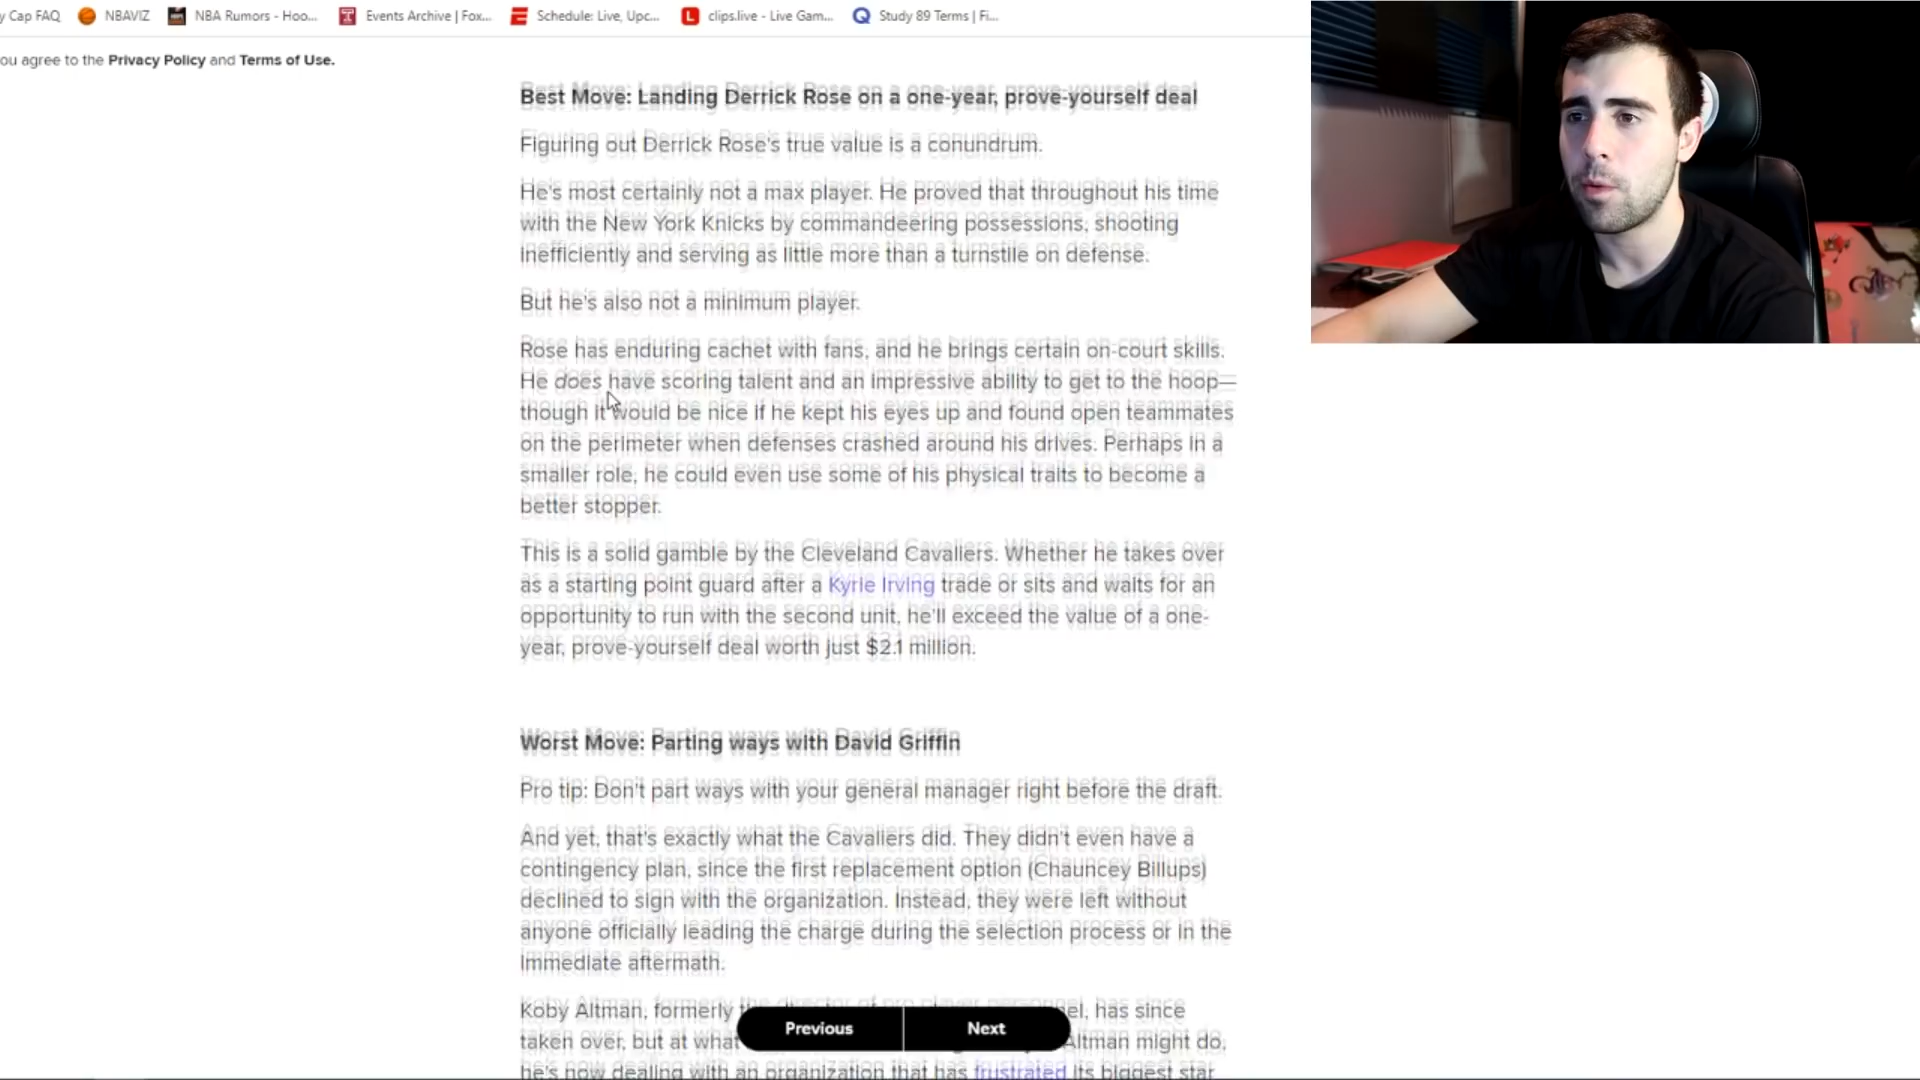 y Cap FAQ NBAVIZ NBA Rumors - Hoo... Events Archive | Fox... Schedule: Live, Upc... clips.live - Live Gam... Study 89 Terms | Fi...
ou agree to the Privacy Policy and Terms of Use.
Best Move: Landing Derrick Rose on a one-year, prove-yourself deal
Figuring out Derrick Rose's true value is a conundrum.
He's most certainly not a max player. He proved that throughout his time
with the New York Knicks by commandeering possessions, shooting
inefficiently and serving as little more than a turnstile on defense.
But he's also not a minimum player.
Rose has enduring cachet with fans, and he brings certain on-court skills.
He does have scoring talent and an impressive ability to get to the hoop—
though it would be nice if he kept his eyes up and found open teammates
on the perimeter when defenses crashed around his drives. Perhaps in a
smaller role, he could even use some of his physical traits to become a
better stopper.
This is a solid gamble by the Cleveland Cavaliers. Whether he takes over
as a starting point guard after a Kyrie Irving trade or sits and waits for an
opportunity to run with the second unit, he'll exceed the value of a one-
year, prove-yourself deal worth just $2.1 million.
Worst Move: Parting ways with David Griffin
Pro tip: Don't part ways with your general manager right before the draft.
And yet, that's exactly what the Cavaliers did. They didn't even have a
contingency plan, since the first replacement option (Chauncey Billups)
declined to sign with the organization. Instead, they were left without
anyone officially leading the charge during the selection process or in the
immediate aftermath.
Koby Altman, formerly the director of pro player personnel, has since
taken over, but at what Altman might do,
he's now dealing with an organization that has frustrated its biggest star
Previous Next